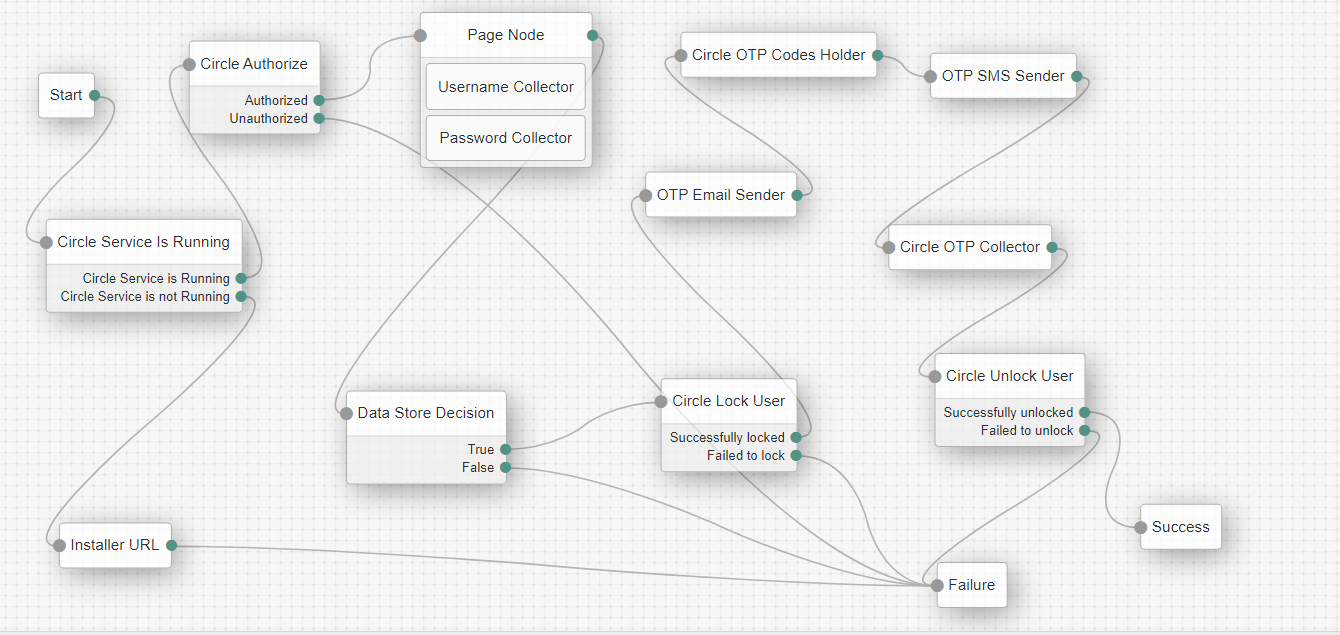 Start
Circle Authorize
Authorized
Unauthorized
Page Node
Username Collector
Password Collector
Circle OTP Codes Holder
OTP SMS Sender
Circle Service Is Running
Circle Service is Running
Circle Service is not Running
OTP Email Sender
Circle OTP Collector
Data Store Decision
True
False
Circle Lock User
Successfully locked
Failed to lock
Circle Unlock User
Successfully unlocked
Failed to unlock
Installer URL
Success
Failure